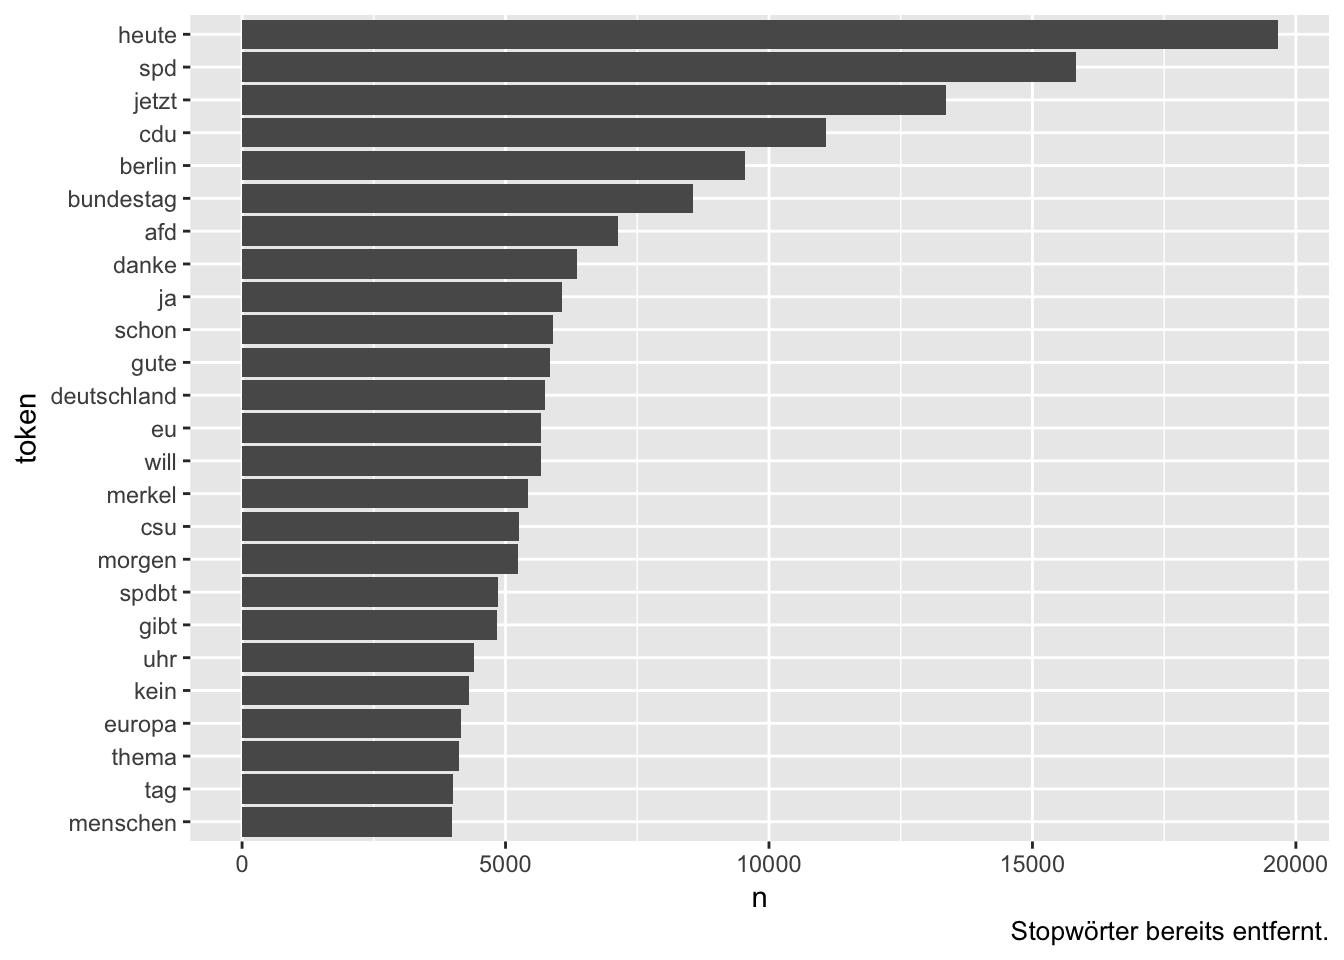 heute
spd
jetzt
cdu
berlin
bundestag
afd
danke
ja
schon
gute
deutschland
eu
will
merkel
csu
morgen
spdbt
gibt
uhr
kein
europa
thema
tag
menschen
token
0 5000 10000 15000 20000
n
Stopwörter bereits entfernt.